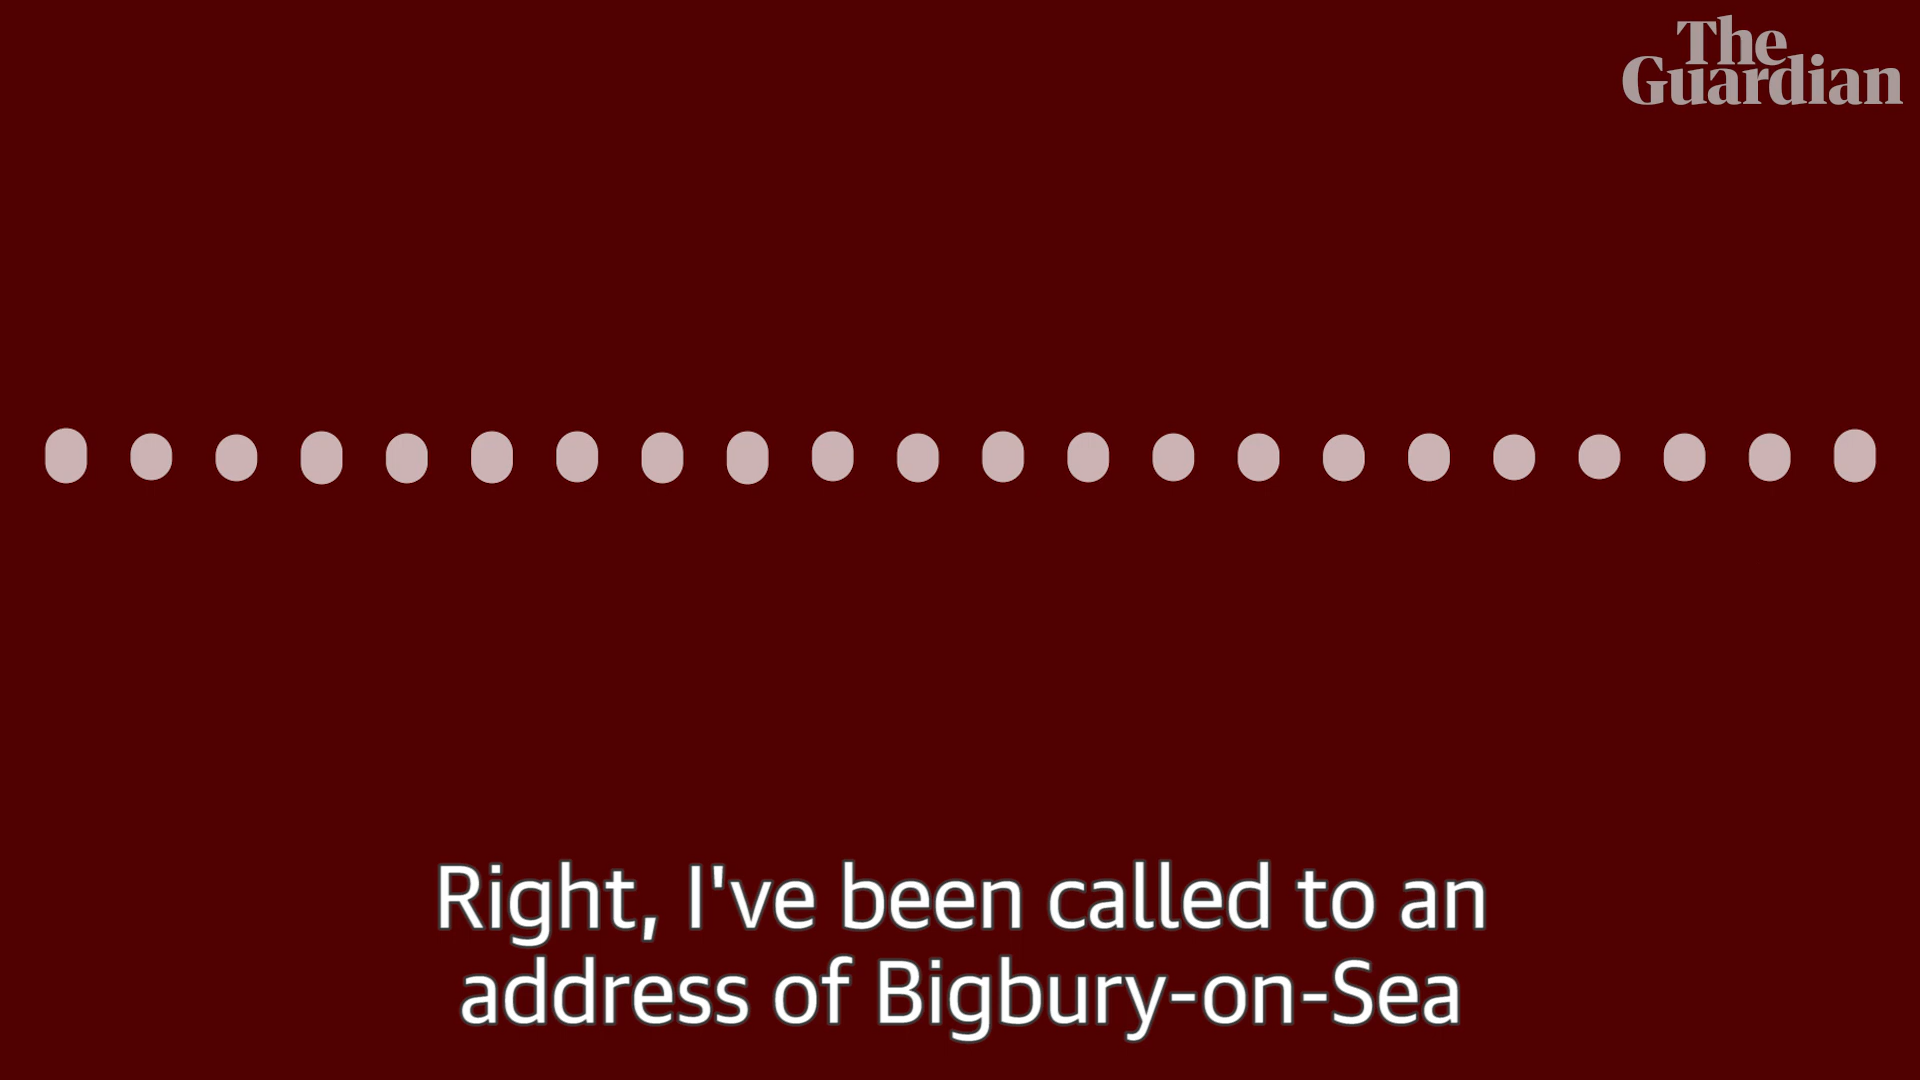 The
Guardian
Right, I've been called to an
address of Bigbury-on-Sea